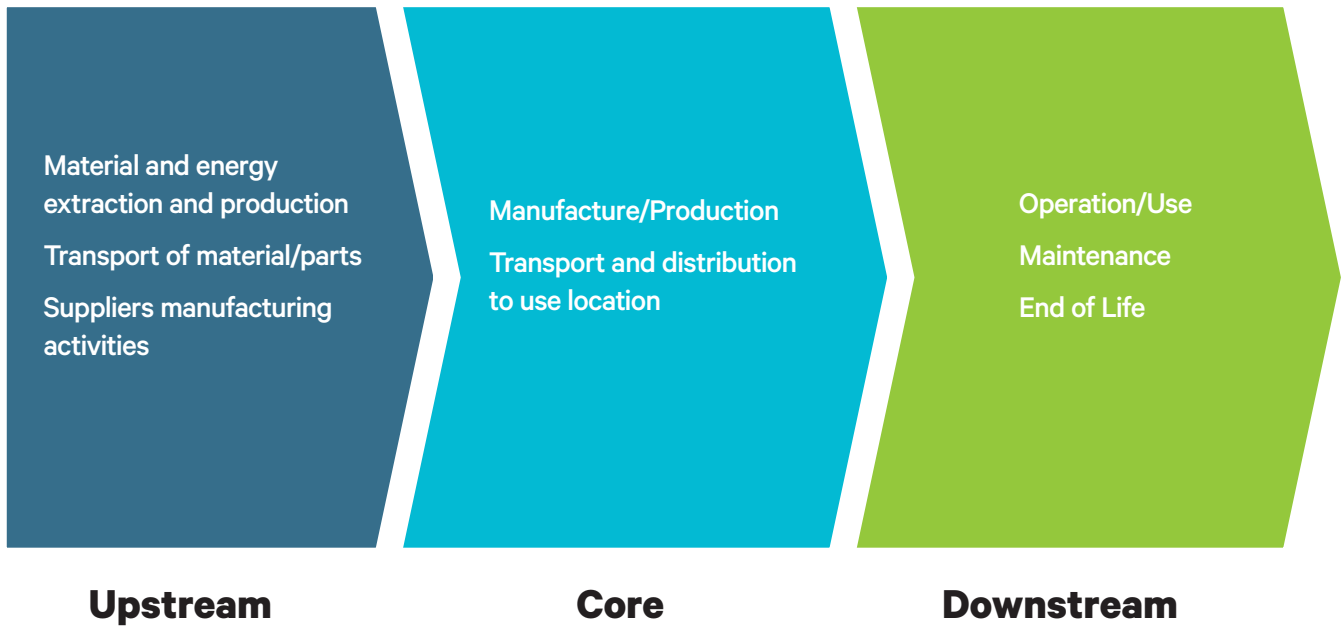 Material and energy
extraction and production
Transport of material/parts
Suppliers manufacturing
activities
Manufacture/Production
Transport and distribution
to use location
Operation/Use
Maintenance
End of Life
Upstream
Core
Downstream